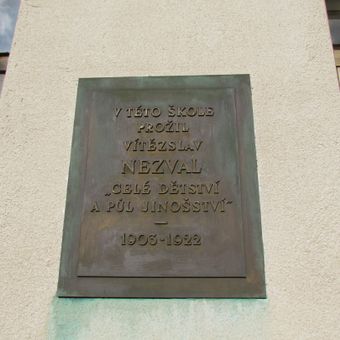 V TÉTO ŠKOLE
PROŽIL
VÍTĚZSLAV
NEZVAL
„CELÉ DĚTSTVÍ
A PŮL JINOŠSTVÍ“
—
1903-1922